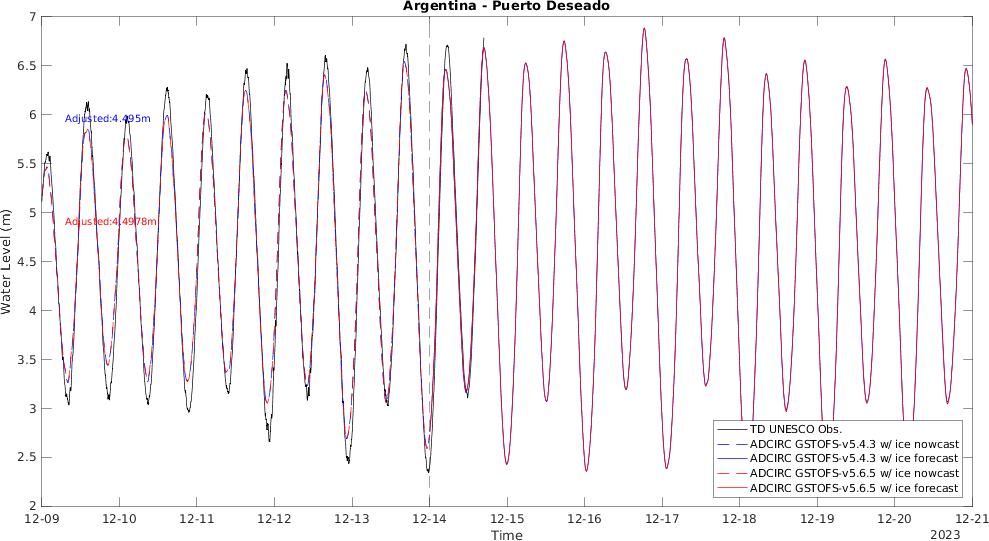 Argentina - Puerto Deseado
7
6.5
6
5.5
5
4.5
4
3.5
3
2.5
2
Water Level (m)
Adjusted:4.495m
Adjusted:4.4978m
TD UNESCO Obs.
ADCIRC GSTOFS-v5.4.3 w/ ice nowcast
ADCIRC GSTOFS-v5.4.3 w/ ice forecast
ADCIRC GSTOFS-v5.6.5 w/ ice nowcast
ADCIRC GSTOFS-v5.6.5 w/ ice forecast
12-09 12-10 12-11 12-12 12-13 12-14 12-15 12-16 12-17 12-18 12-19 12-20 12-21
Time
2023